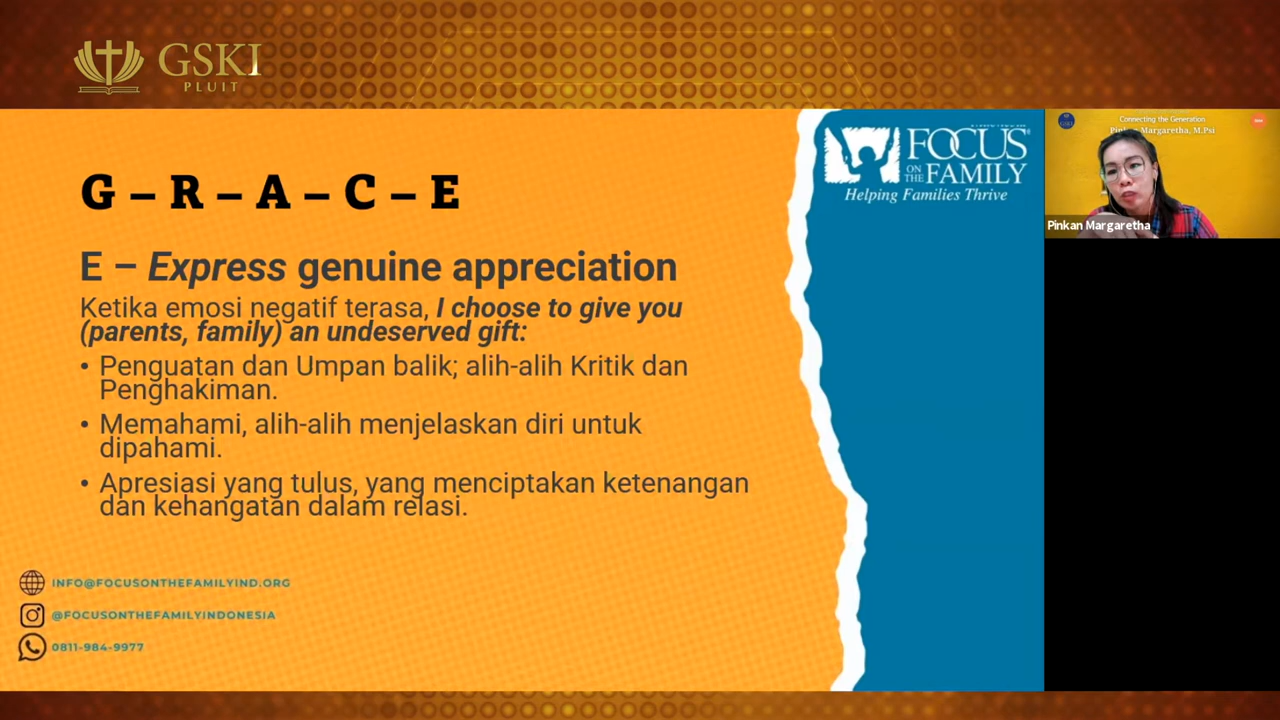 GSKI
PLUIT
G – R – A – C – E
E – Express genuine appreciation
Ketika emosi negatif terasa, I choose to give you
(parents, family) an undeserved gift:
• Penguatan dan Umpan balik; alih-alih Kritik dan
Penghakiman.
• Memahami, alih-alih menjelaskan diri untuk
dipahami.
• Apresiasi yang tulus, yang menciptakan ketenangan
dan kehangatan dalam relasi.
INFO@FOCUSONTHEFAMILYIND.ORG
@FOCUSONTHEFAMILYINDONESIA
0811-984-9977
FOCUS
ON THE FAMILY
Helping Families Thrive
Connecting the Generation
Pinkan Margaretha, M.Psi
Pinkan Margaretha